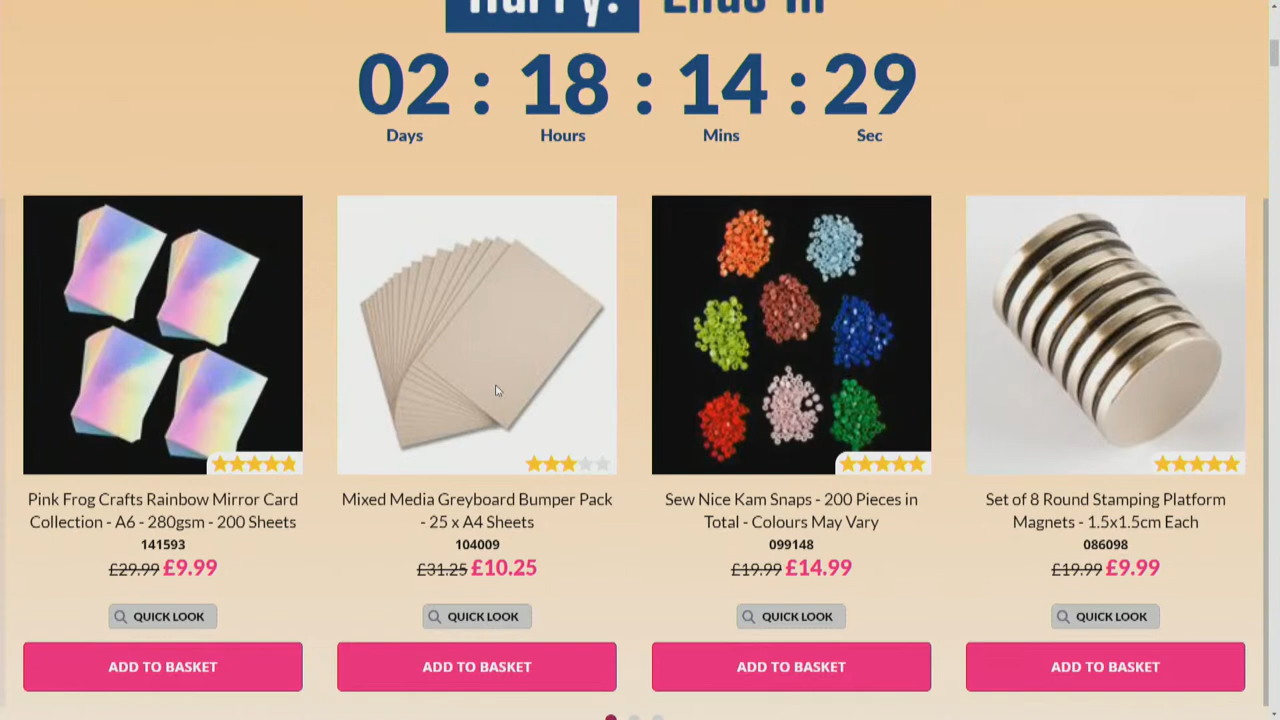 Hurry! Ends in
02 : 18 : 14 : 29
Days Hours Mins Sec
Pink Frog Crafts Rainbow Mirror Card
Collection - A6 - 280gsm - 200 Sheets
141593
£29.99 £9.99
QUICK LOOK
ADD TO BASKET
Mixed Media Greyboard Bumper Pack
- 25 x A4 Sheets
104009
£31.25 £10.25
QUICK LOOK
ADD TO BASKET
Sew Nice Kam Snaps - 200 Pieces in
Total - Colours May Vary
099148
£19.99 £14.99
QUICK LOOK
ADD TO BASKET
Set of 8 Round Stamping Platform
Magnets - 1.5x1.5cm Each
086098
£19.99 £9.99
QUICK LOOK
ADD TO BASKET